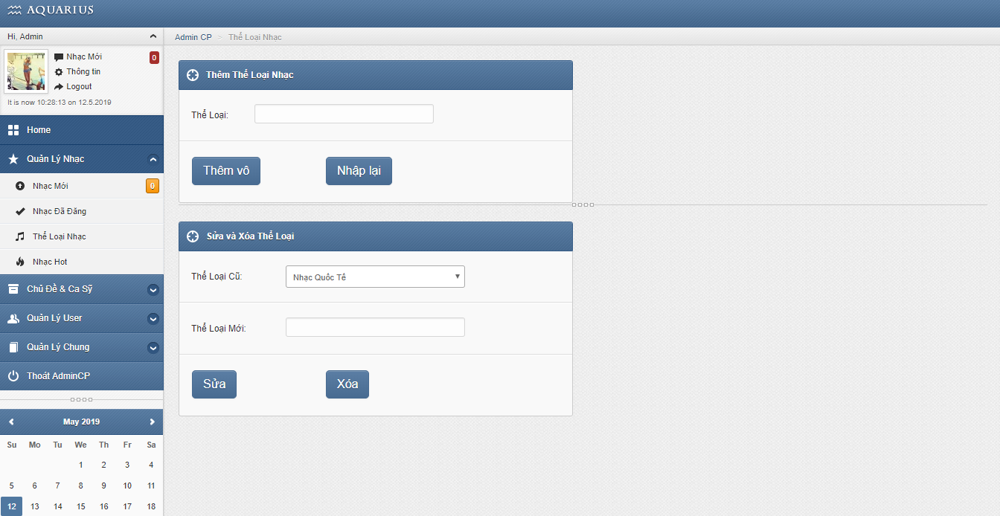 AQUARIUS
Hi, Admin
Admin CP > Thể Loại Nhạc
Nhạc Mới 0
Thông tin
Logout
It is now 10:28:13 on 12.5.2019
Home
Quản Lý Nhạc
Nhạc Mới 0
Nhạc Đã Đăng
Thể Loại Nhạc
Nhạc Hot
Chủ Đề & Ca Sỹ
Quản Lý User
Quản Lý Chung
Thoát AdminCP
May 2019
Su Mo Tu We Th Fr Sa
1 2 3 4
5 6 7 8 9 10 11
12 13 14 15 16 17 18
Thêm Thể Loại Nhạc
Thể Loại:
Thêm vô Nhập lại
Sửa và Xóa Thể Loại
Thể Loại Cũ: Nhạc Quốc Tế
Thể Loại Mới:
Sửa Xóa